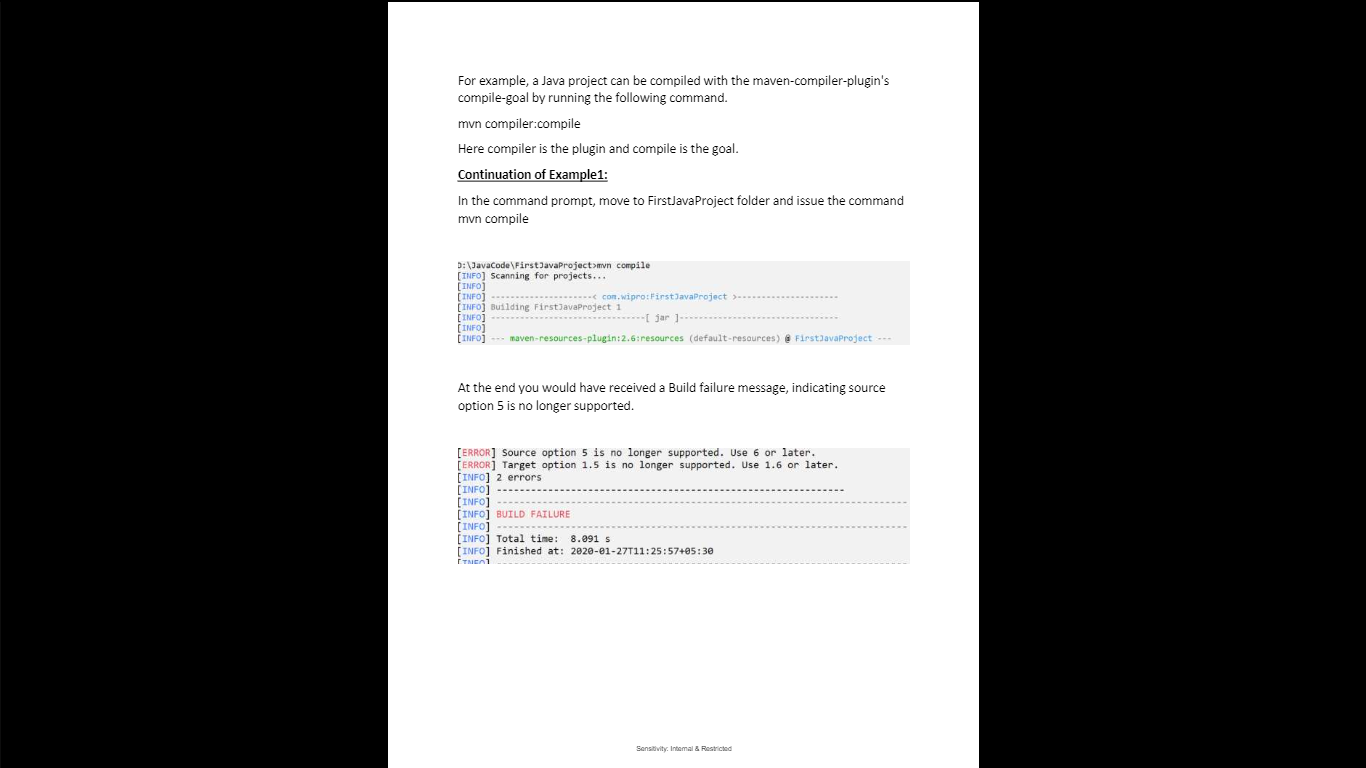 For example, a Java project can be compiled with the maven-compiler-plugin's
compile-goal by running the following command.
mvn compiler:compile
Here compiler is the plugin and compile is the goal.
Continuation of Example1:
In the command prompt, move to FirstJavaProject folder and issue the command
mvn compile
D:\JavaCode\FirstJavaProject>mvn compile
[INFO] Scanning for projects...
[INFO]
[INFO] ---------------------< com.wipro:FirstJavaProject >---------------------
[INFO] Building FirstJavaProject 1
[INFO] --------------------------------[ jar ]---------------------------------
[INFO]
[INFO] --- maven-resources-plugin:2.6:resources (default-resources) @ FirstJavaProject ---
At the end you would have received a Build failure message, indicating source
option 5 is no longer supported.
[ERROR] Source option 5 is no longer supported. Use 6 or later.
[ERROR] Target option 1.5 is no longer supported. Use 1.6 or later.
[INFO] 2 errors
[INFO] -------------------------------------------------------------
[INFO] ------------------------------------------------------------------------
[INFO] BUILD FAILURE
[INFO] ------------------------------------------------------------------------
[INFO] Total time:  8.091 s
[INFO] Finished at: 2020-01-27T11:25:57+05:30
[INFO] ------------------------------------------------------------------------
Sensitivity: Internal & Restricted